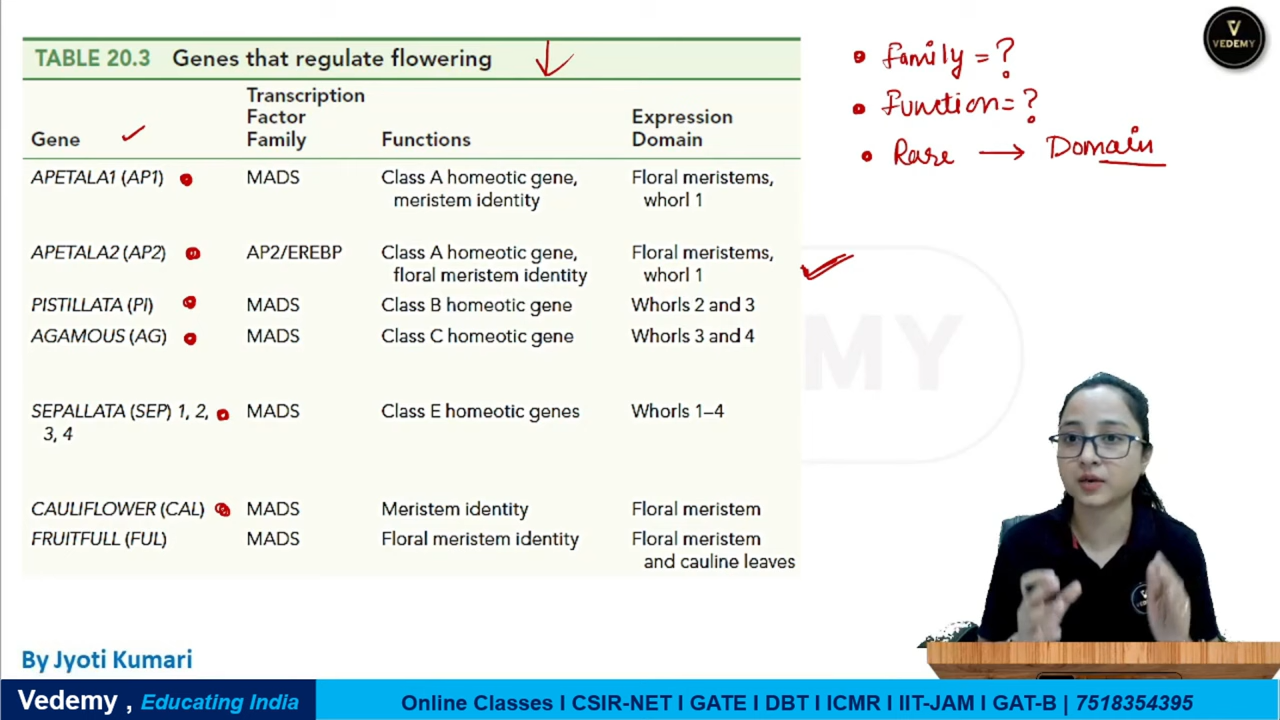 TABLE 20.3 Genes that regulate flowering
Gene Transcription Factor Family Functions Expression Domain
APETALA1 (AP1) MADS Class A homeotic gene, Floral meristems,
meristem identity whorl 1
APETALA2 (AP2) AP2/EREBP Class A homeotic gene, Floral meristems,
floral meristem identity whorl 1
PISTILLATA (PI) MADS Class B homeotic gene Whorls 2 and 3
AGAMOUS (AG) MADS Class C homeotic gene Whorls 3 and 4
SEPALLATA (SEP) 1, 2, MADS Class E homeotic genes Whorls 1–4
3, 4
CAULIFLOWER (CAL) MADS Meristem identity Floral meristem
FRUITFULL (FUL) MADS Floral meristem identity Floral meristem
and cauline leaves
• Family = ?
• Function = ?
• Rare → Domain
VEDEMY
MY
By Jyoti Kumari
Vedemy , Educating India
Online Classes I CSIR-NET I GATE I DBT I ICMR I IIT-JAM I GAT-B | 7518354395